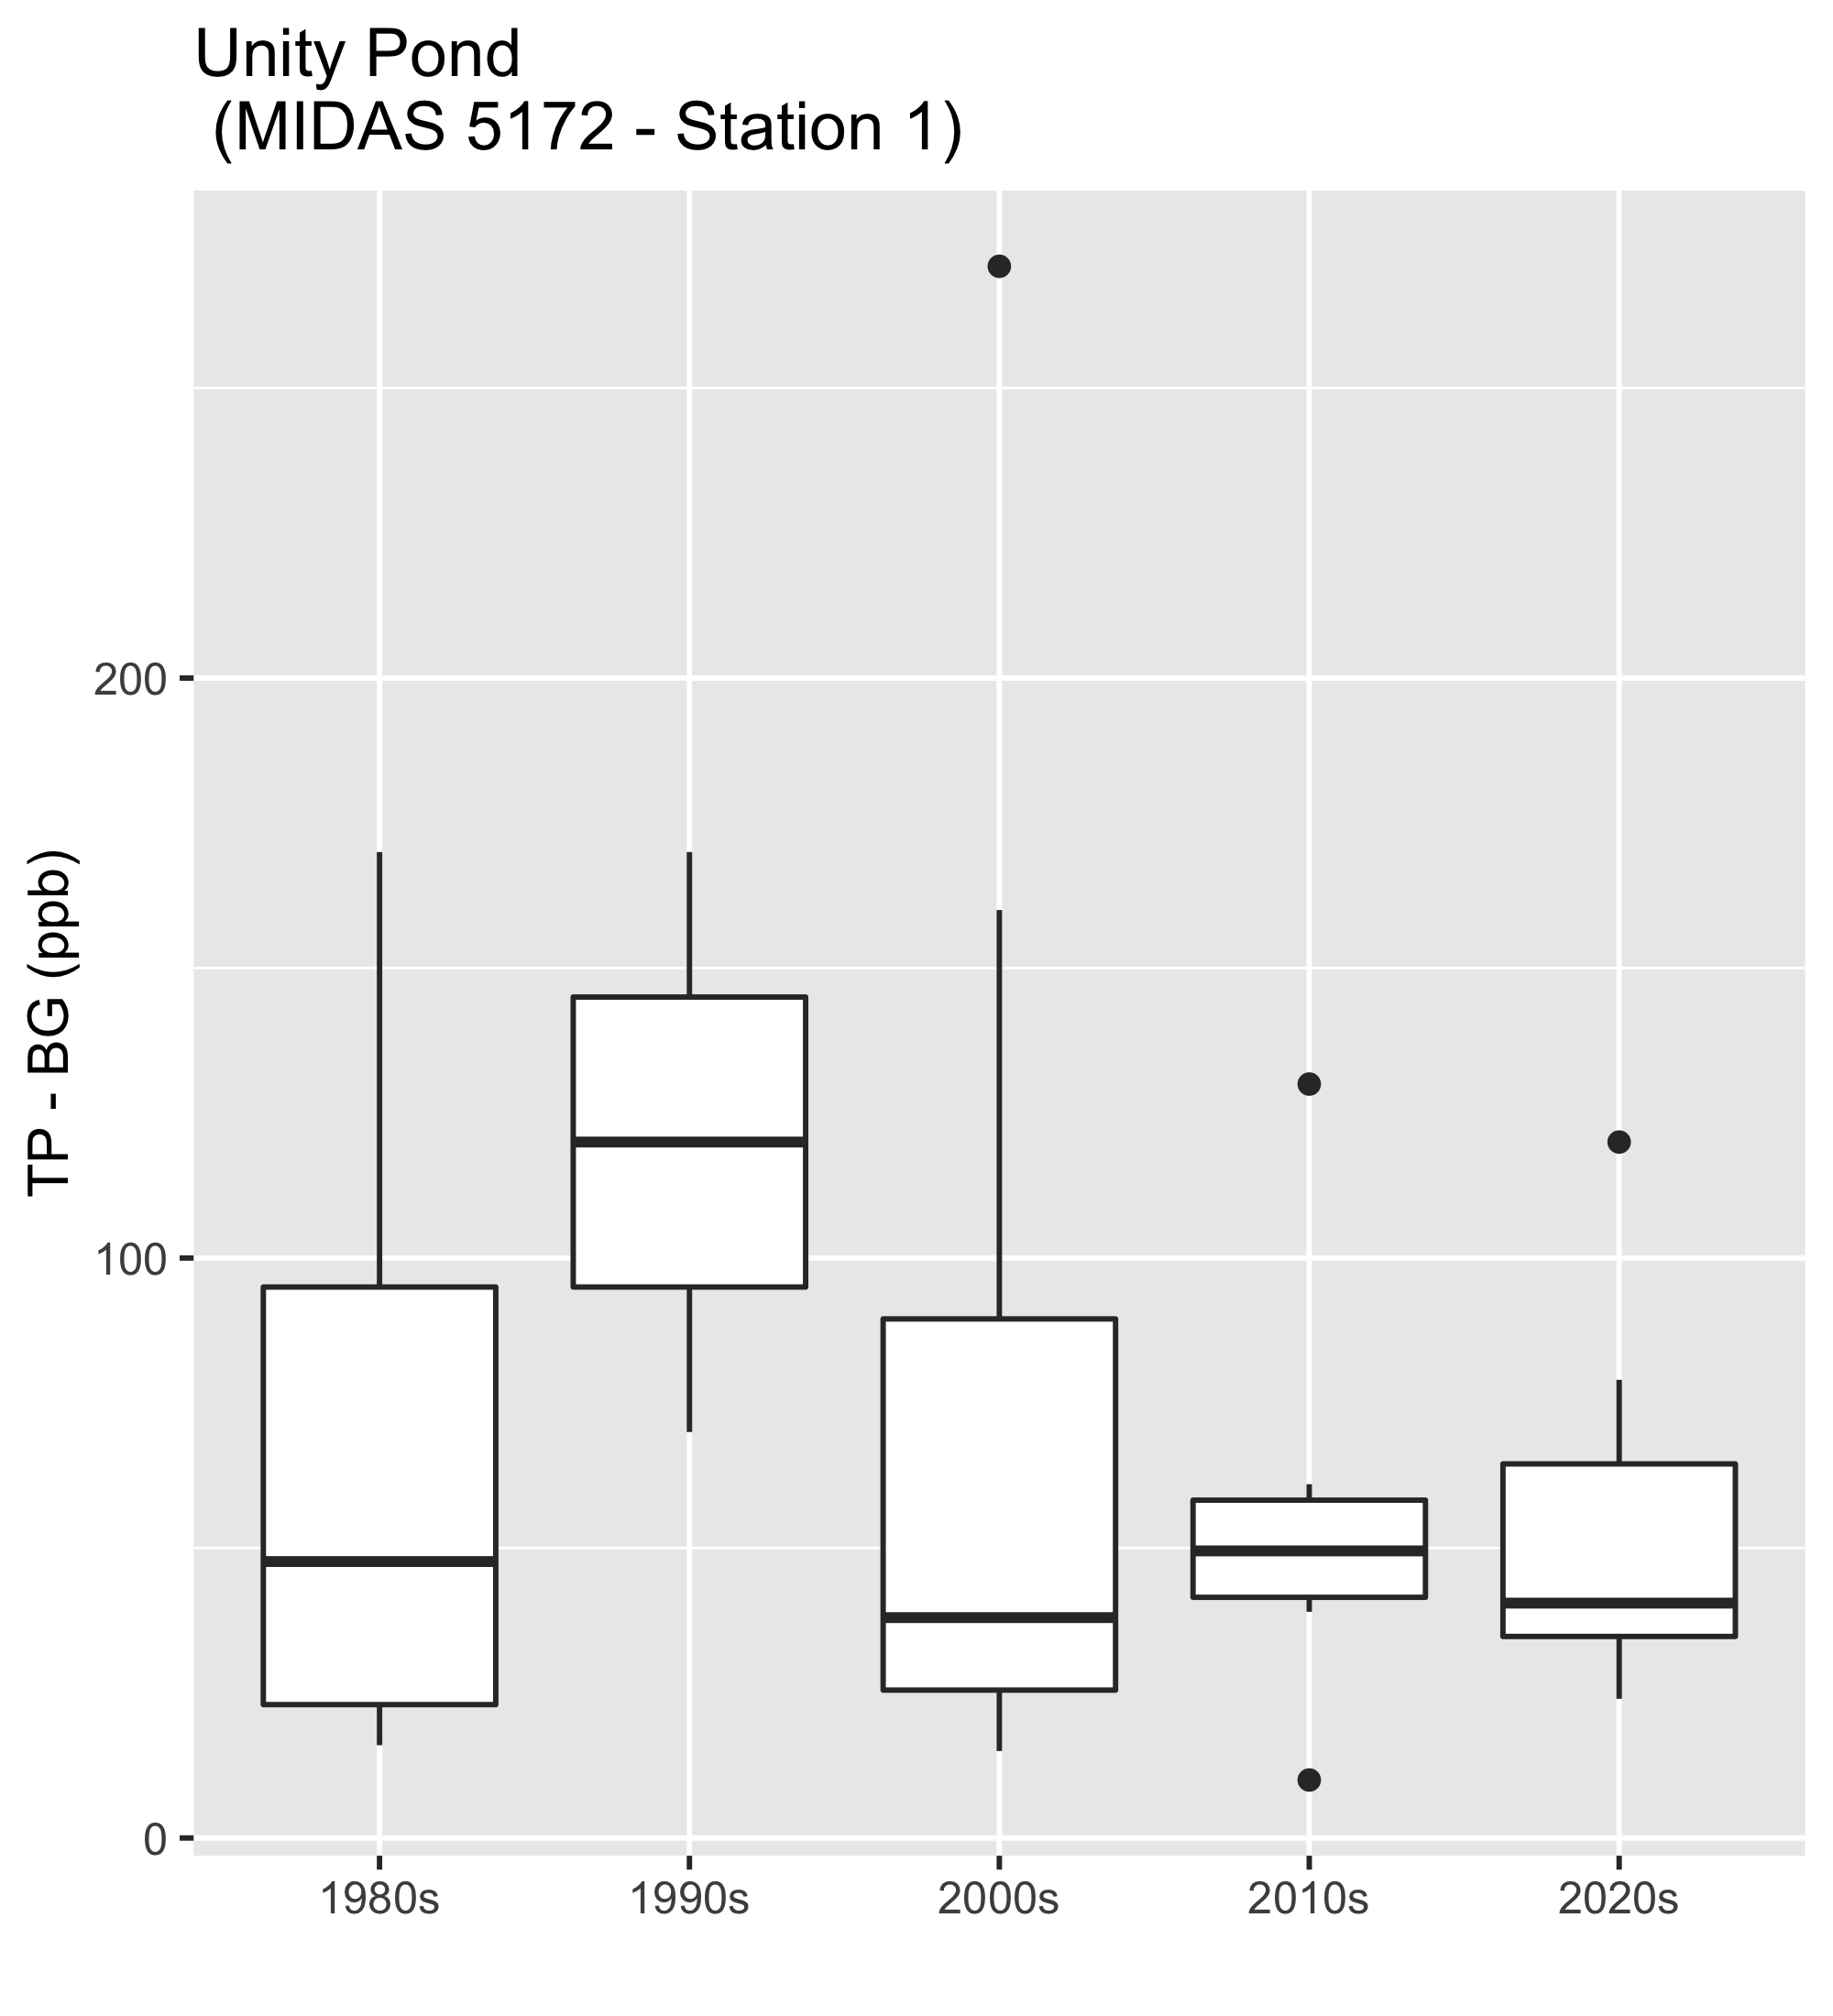 Unity Pond
(MIDAS 5172 - Station 1)
TP - BG (ppb)
200
100
0
1980s 1990s 2000s 2010s 2020s